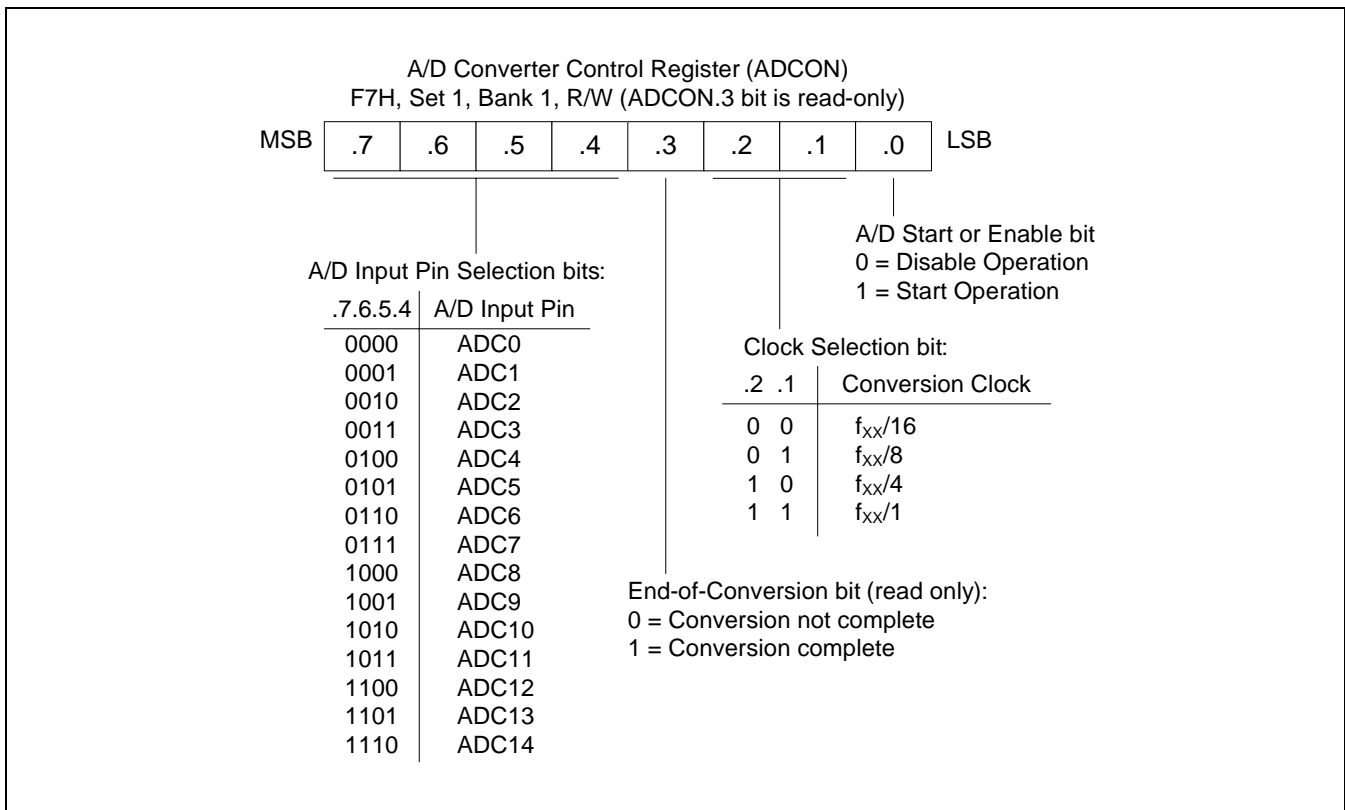 A/D Converter Control Register (ADCON)
F7H, Set 1, Bank 1, R/W (ADCON.3 bit is read-only)
MSB .7 .6 .5 .4 .3 .2 .1 .0 LSB
A/D Start or Enable bit
0 = Disable Operation
1 = Start Operation
A/D Input Pin Selection bits:
.7.6.5.4 A/D Input Pin
0000 ADC0
0001 ADC1
0010 ADC2
0011 ADC3
0100 ADC4
0101 ADC5
0110 ADC6
0111 ADC7
1000 ADC8
1001 ADC9
1010 ADC10
1011 ADC11
1100 ADC12
1101 ADC13
1110 ADC14
Clock Selection bit:
.2 .1 Conversion Clock
0 0 fXX/16
0 1 fXX/8
1 0 fXX/4
1 1 fXX/1
End-of-Conversion bit (read only):
0 = Conversion not complete
1 = Conversion complete